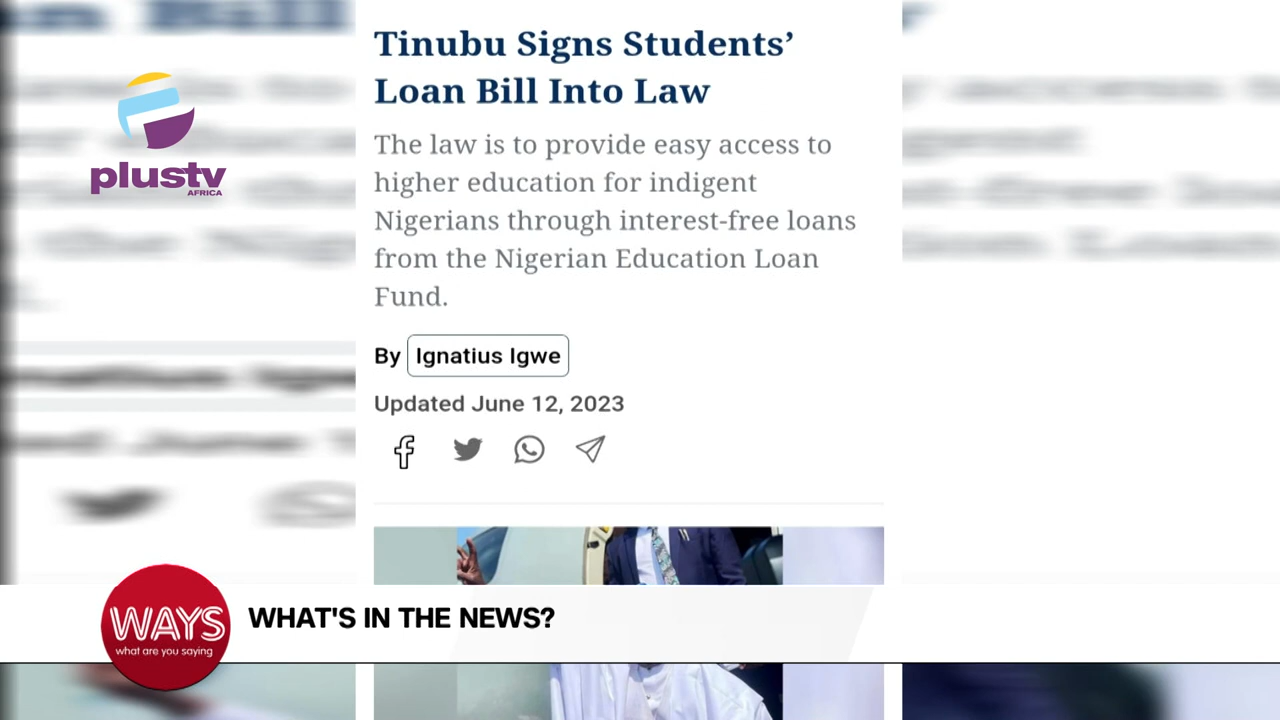 Tinubu Signs Students’
Loan Bill Into Law
The law is to provide easy access to
higher education for indigent
Nigerians through interest-free loans
from the Nigerian Education Loan
Fund.
By Ignatius Igwe
Updated June 12, 2023
plustv
AFRICA
WAYS
what are you saying
WHAT'S IN THE NEWS?